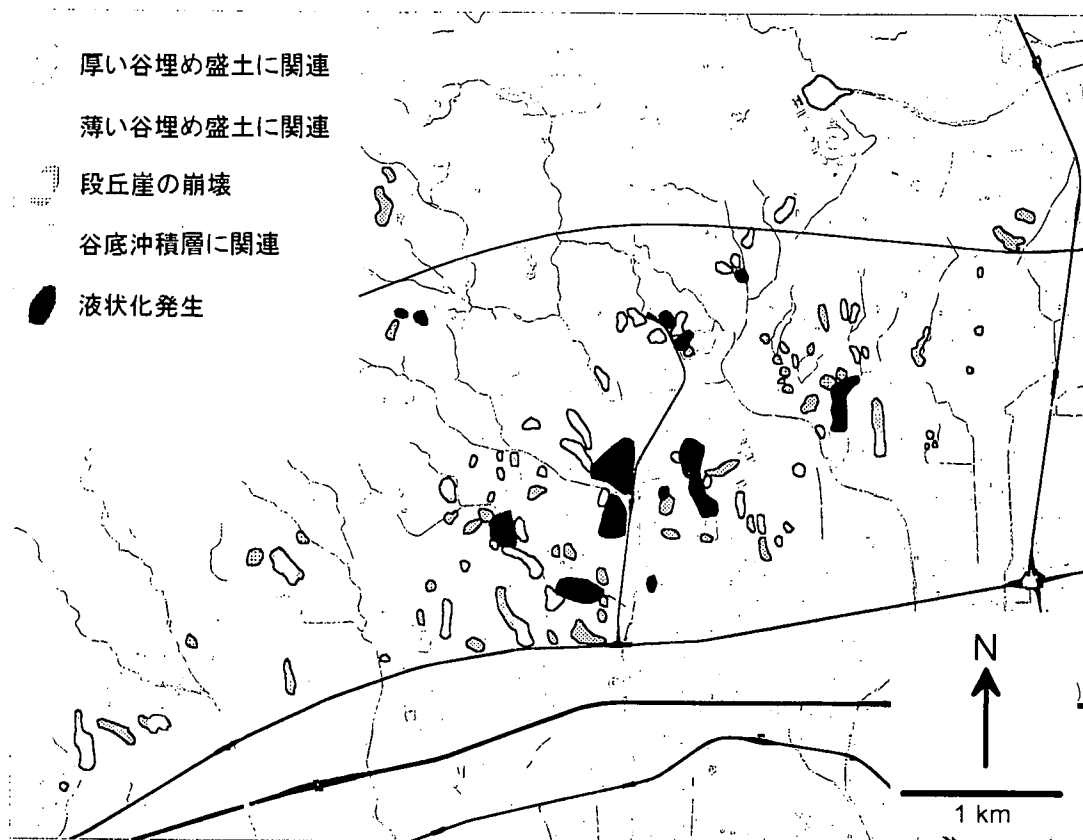 厚い谷埋め盛土に関連
薄い谷埋め盛土に関連
段丘崖の崩壊
谷底沖積層に関連
液状化発生
N
1 km